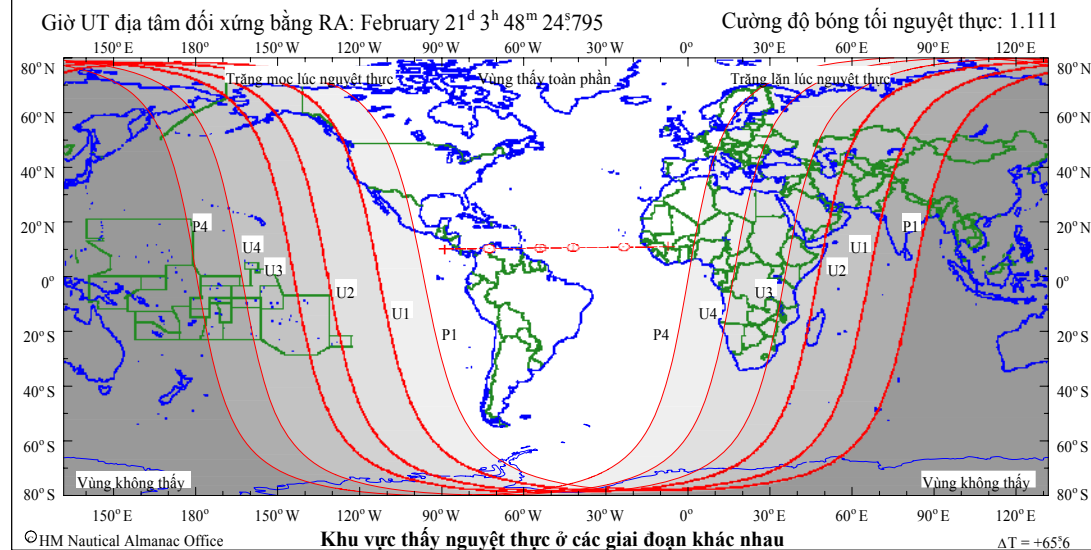 Giờ UT địa tâm đối xứng bằng RA: February 21ᵈ 3ʰ 48ᵐ 24ˢ.795 Cường độ bóng tối nguyệt thực: 1.111
150° E 180° W 150° W 120° W 90° W 60° W 30° W 0° E 30° E 60° E 90° E 120° E
80° N 80° N
Trăng mọc lúc nguyệt thực Vùng thấy toàn phần Trăng lặn lúc nguyệt thực
60° N 60° N
40° N 40° N
20° N 20° N
P4 P1
U4 U1
U3 U2
0° 0°
U2 U3
U1 U4
20° S 20° S
P1 P4
40° S 40° S
60° S 60° S
Vùng không thấy Vùng không thấy
80° S 80° S
150° E 180° W 150° W 120° W 90° W 60° W 30° W 0° E 30° E 60° E 90° E 120° E
©HM Nautical Almanac Office Khu vực thấy nguyệt thực ở các giai đoạn khác nhau ΔT = +65ˢ.6